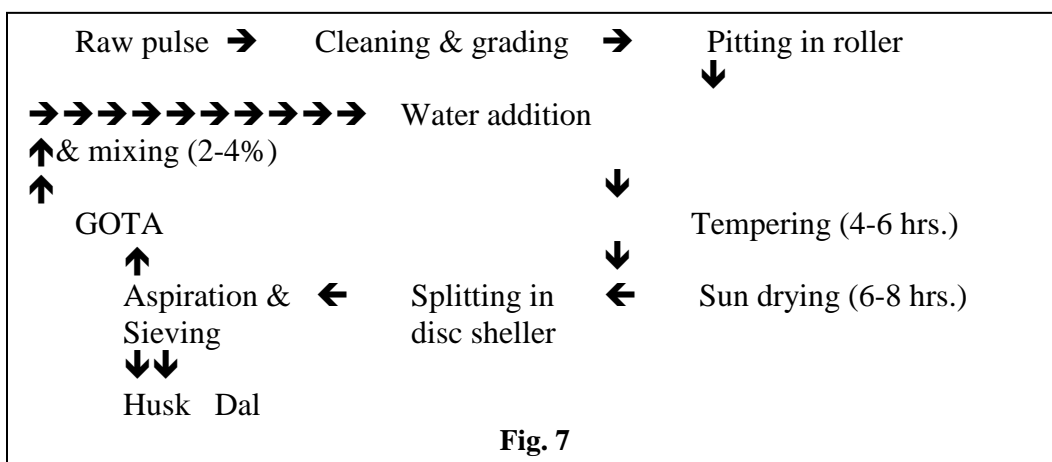 Raw pulse → Cleaning & grading → Pitting in roller
↓
→→→→→→→→→→ Water addition
↑& mixing (2-4%)
↑ ↓
GOTA Tempering (4-6 hrs.)
↑ ↓
Aspiration & ← Splitting in ← Sun drying (6-8 hrs.)
Sieving disc sheller
↓↓
Husk Dal
Fig. 7